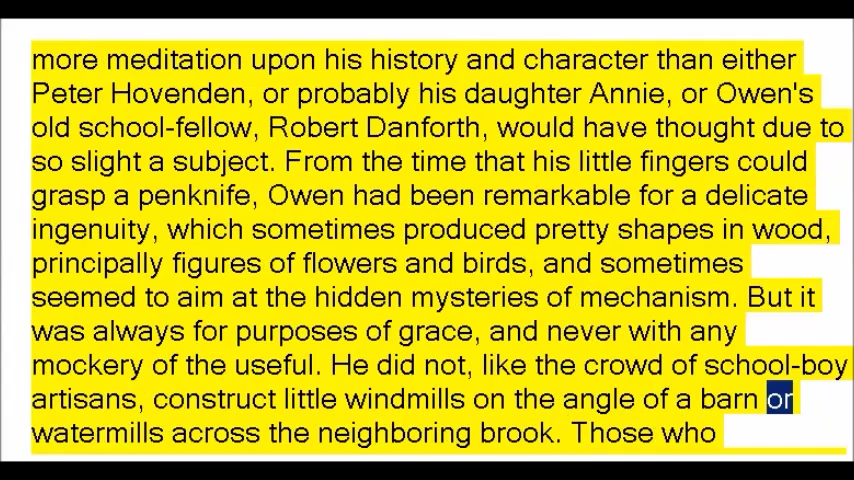 more meditation upon his history and character than either
Peter Hovenden, or probably his daughter Annie, or Owen's
old school-fellow, Robert Danforth, would have thought due to
so slight a subject. From the time that his little fingers could
grasp a penknife, Owen had been remarkable for a delicate
ingenuity, which sometimes produced pretty shapes in wood,
principally figures of flowers and birds, and sometimes
seemed to aim at the hidden mysteries of mechanism. But it
was always for purposes of grace, and never with any
mockery of the useful. He did not, like the crowd of school-boy
artisans, construct little windmills on the angle of a barn or
watermills across the neighboring brook. Those who